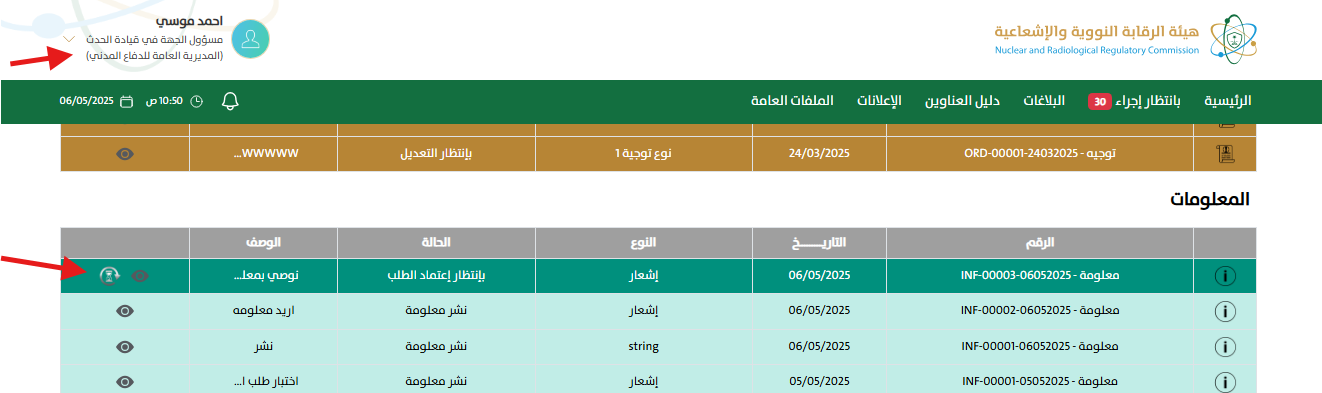 هيئة الرقابة النووية والإشعاعية
Nuclear and Radiological Regulatory Commission
احمد موسي
مسؤول الجهة في قيادة الحدث
(المديرية العامة للدفاع المدني)
الرئيسية بانتظار إجراء 30 البلاغات دليل العناوين الإعلانات الملفات العامة 10:50 ص 06/05/2025
توجيه - ORD-00001-24032025 24/03/2025 نوع توجية 1 بإنتظار التعديل WWWWW...
المعلومات
الرقم التاريـــــخ النوع الحالة الوصف
معلومة - INF-00003-06052025 06/05/2025 إشعار بإنتظار إعتماد الطلب نوصي بمعلـ...
معلومة - INF-00002-06052025 06/05/2025 إشعار نشر معلومة اريد معلومه
معلومة - INF-00001-06052025 06/05/2025 string نشر معلومة نشر
معلومة - INF-00001-05052025 05/05/2025 إشعار نشر معلومة اختبار طلب ا...